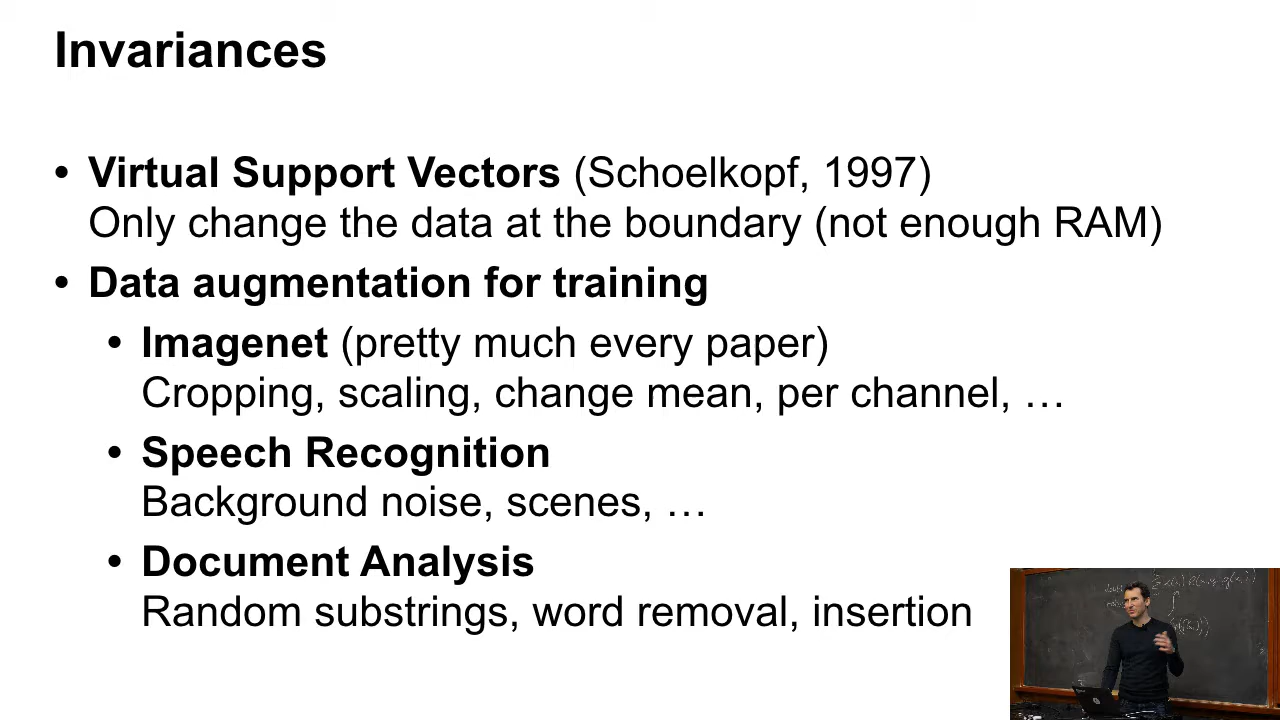 Invariances
• Virtual Support Vectors (Schoelkopf, 1997)
Only change the data at the boundary (not enough RAM)
• Data augmentation for training
• Imagenet (pretty much every paper)
Cropping, scaling, change mean, per channel, …
• Speech Recognition
Background noise, scenes, …
• Document Analysis
Random substrings, word removal, insertion